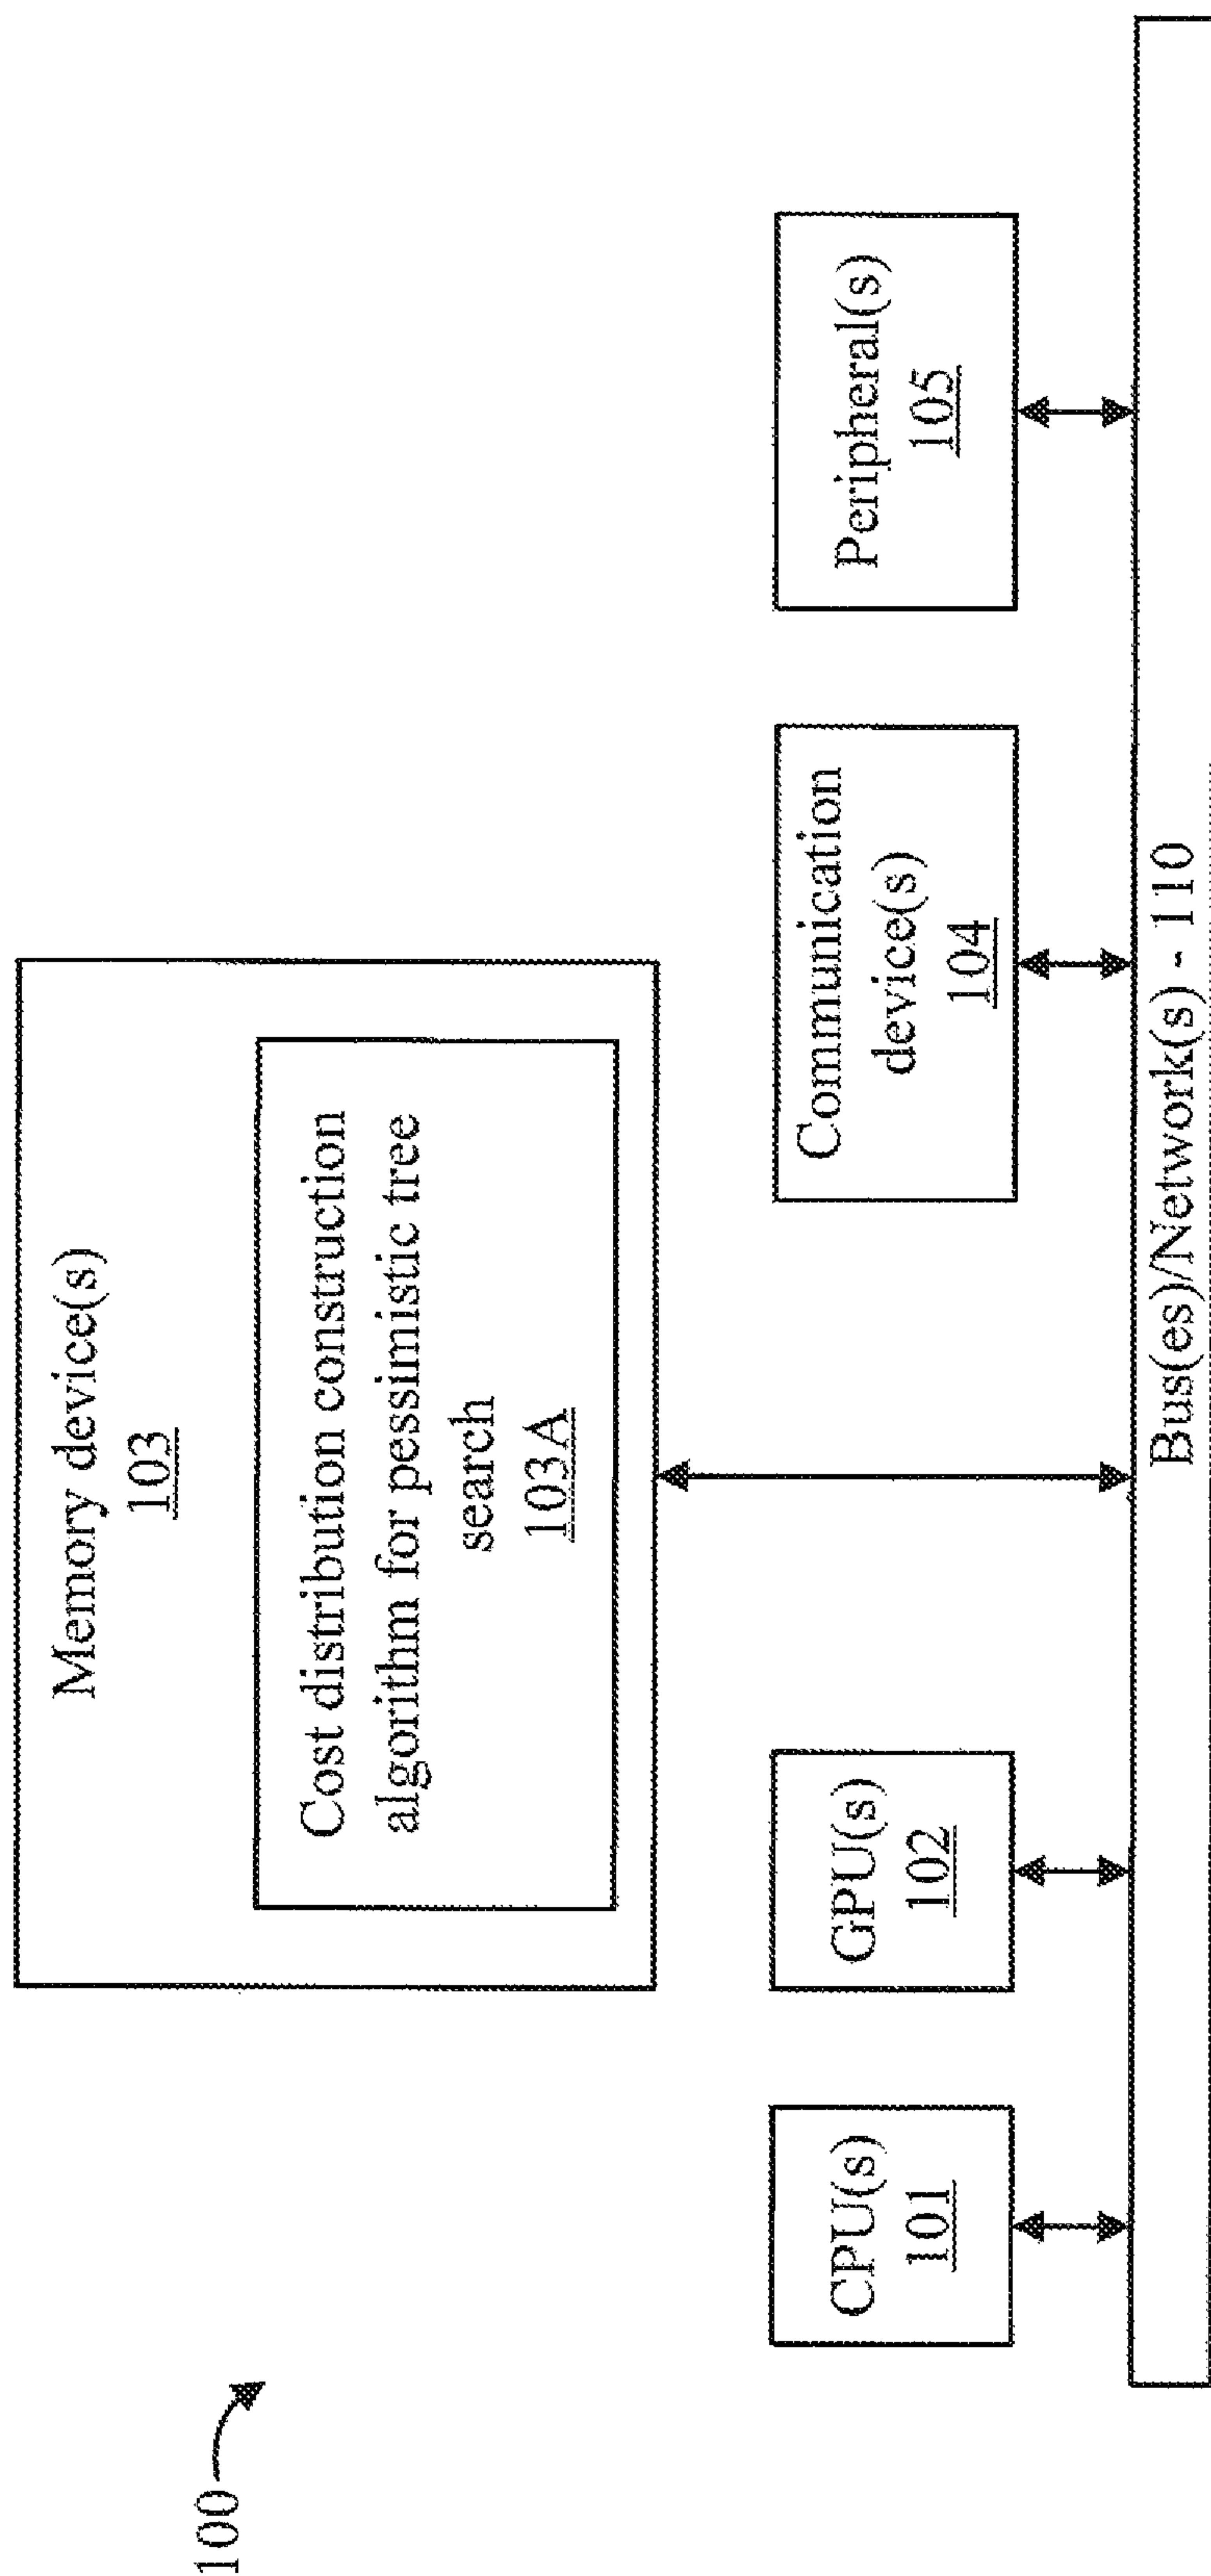 100
Memory device(s)
103
Cost distribution construction
algorithm for pessimistic tree
search
103A
CPU(s)
101
GPU(s)
102
Communication
device(s)
104
Peripheral(s)
105
Bus(es)/Network(s) - 110